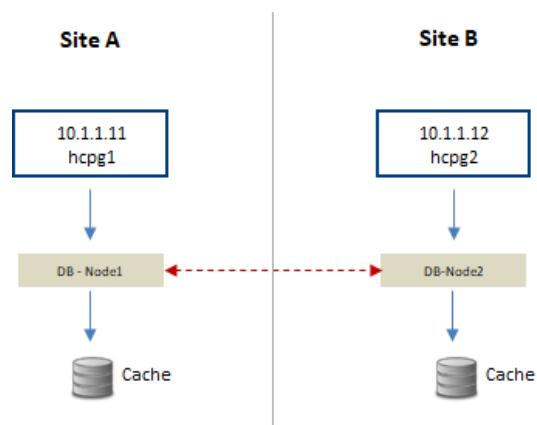 Site A
Site B
10.1.1.11
hcpg1
10.1.1.12
hcpg2
DB - Node1
DB-Node2
Cache
Cache